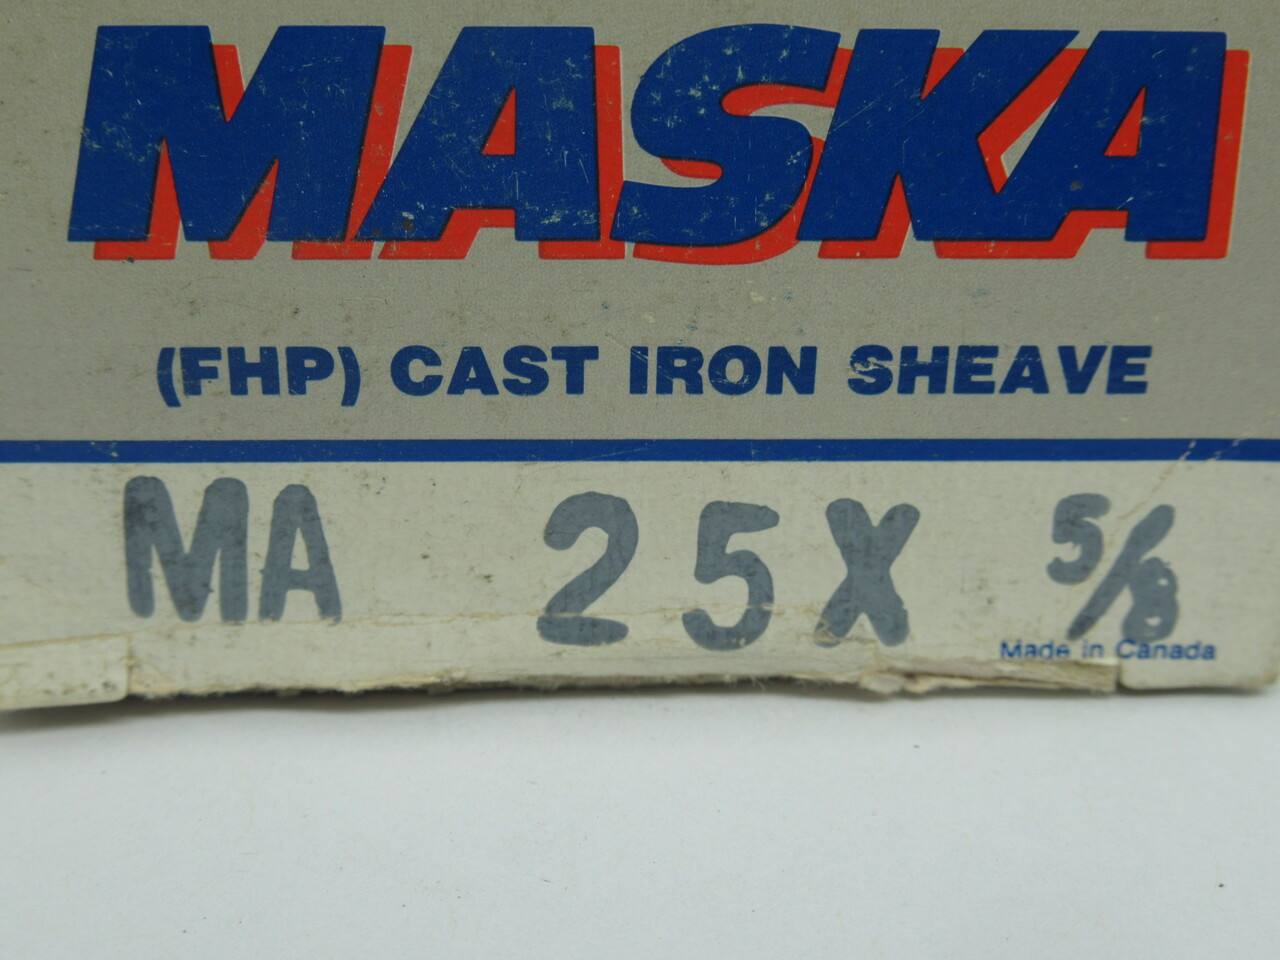 MASKA
(FHP) CAST IRON SHEAVE
MA 25X 5/8
Made in Canada